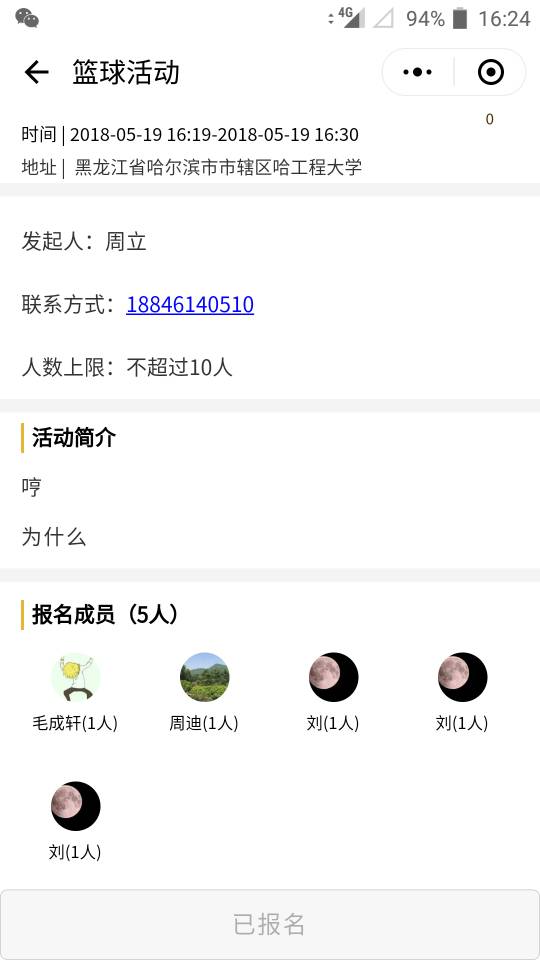 4G 94% 16:24
篮球活动
0
时间 | 2018-05-19 16:19-2018-05-19 16:30
地址 | 黑龙江省哈尔滨市市辖区哈工程大学
发起人：周立
联系方式：18846140510
人数上限：不超过10人
活动简介
哼
为什么
报名成员（5人）
毛成轩(1人) 周迪(1人) 刘(1人) 刘(1人)
刘(1人)
已报名